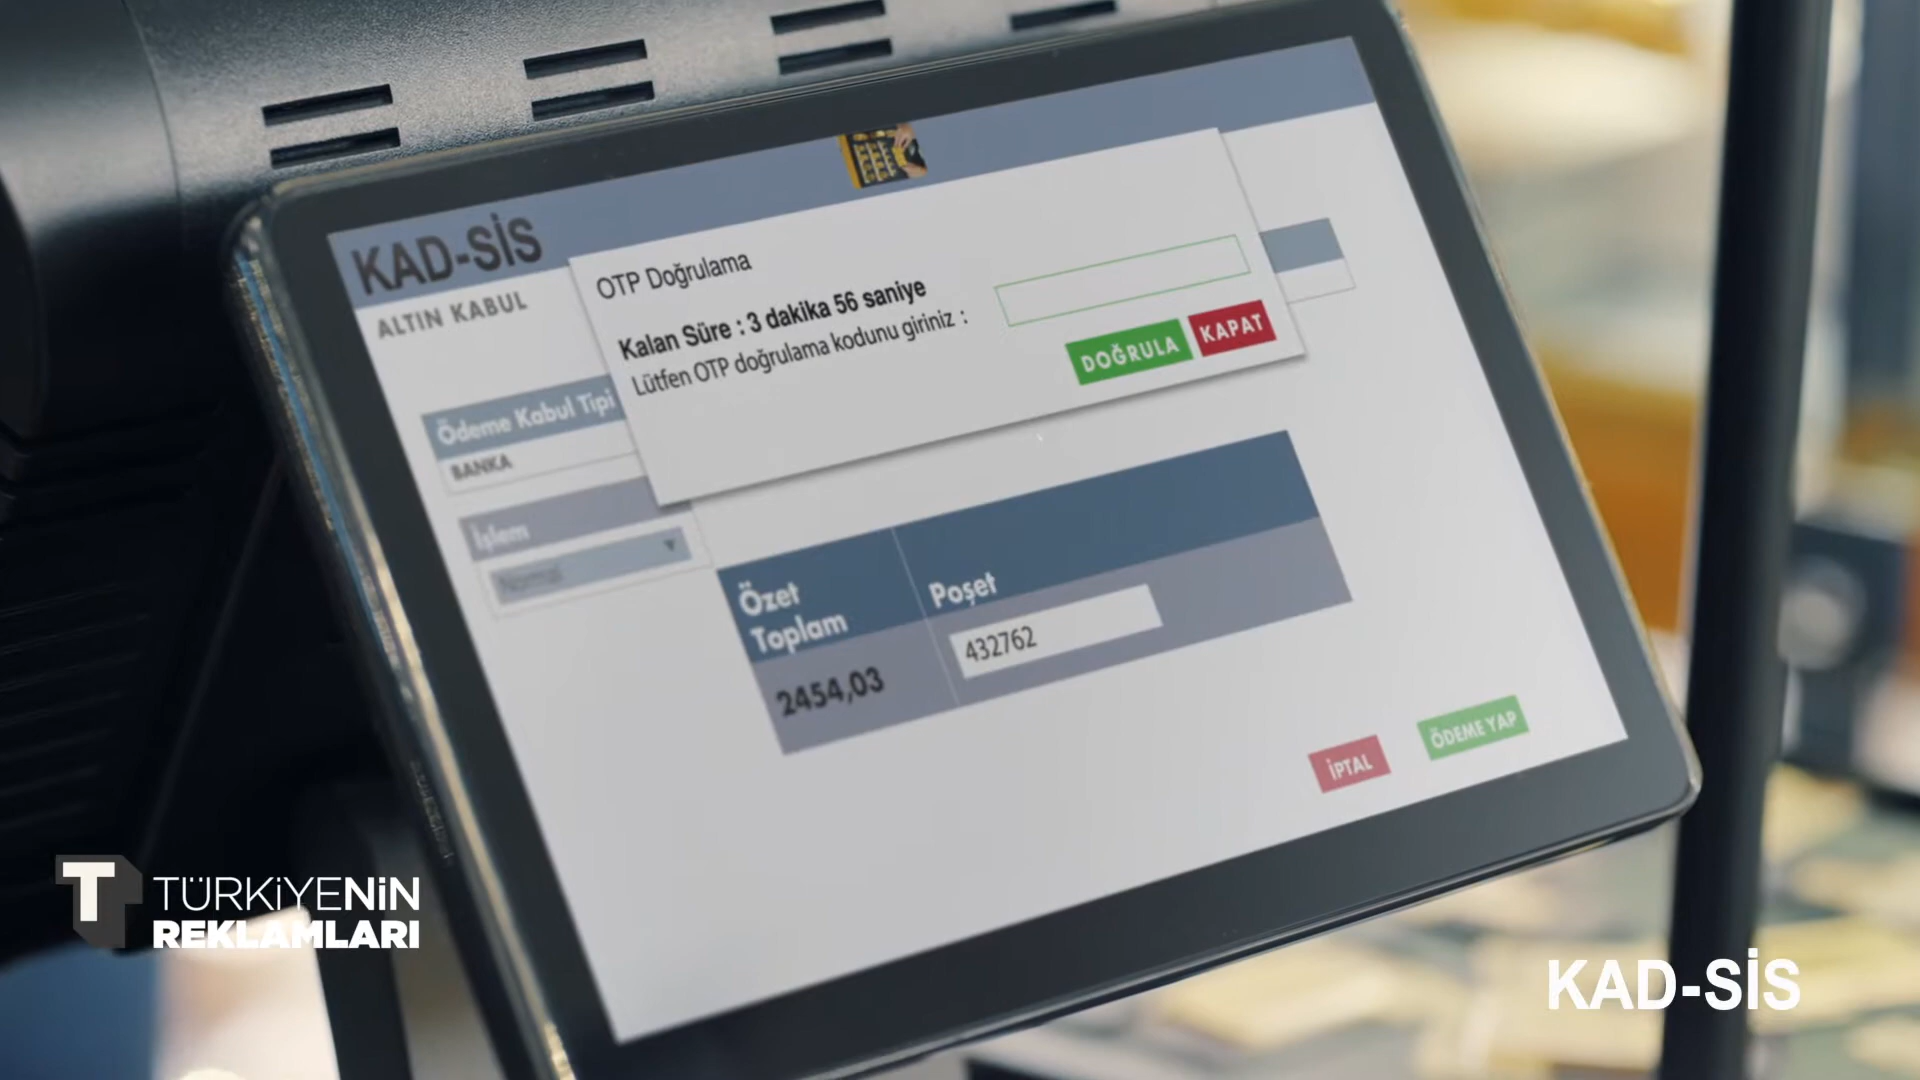 KAD-SİS
ALTIN KABUL
OTP Doğrulama
Kalan Süre : 3 dakika 56 saniye
Lütfen OTP doğrulama kodunu giriniz :
DOĞRULA
KAPAT
Ödeme Kabul Tipi
BANKA
İşlem
Normal
Özet
Toplam
Poşet
2454,03
432762
İPTAL
ÖDEME YAP
T TÜRKİYENİN
REKLAMLARI
KAD-SİS